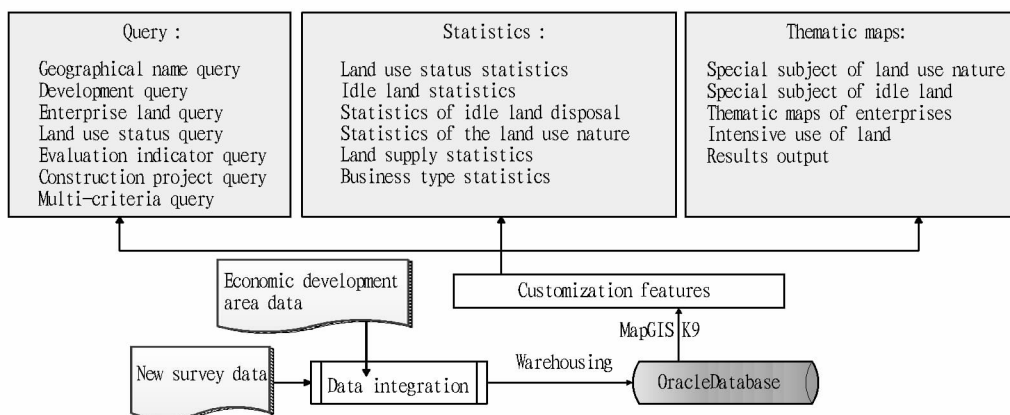 Query :
Geographical name query
Development query
Enterprise land query
Land use status query
Evaluation indicator query
Construction project query
Multi-criteria query
Statistics :
Land use status statistics
Idle land statistics
Statistics of idle land disposal
Statistics of the land use nature
Land supply statistics
Business type statistics
Thematic maps:
Special subject of land use nature
Special subject of idle land
Thematic maps of enterprises
Intensive use of land
Results output
Economic development
area data
Customization features
MapGIS K9
New survey data
Data integration
Warehousing
OracleDatabase